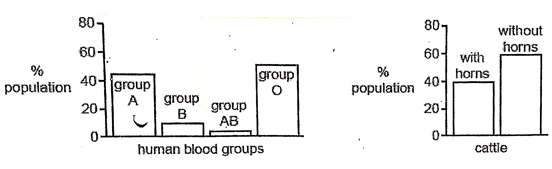 80
60
40
20
0
%
population
group
A
group
B
group
AB
group
O
human blood groups
80
60
40
20
0
%
population
with
horns
without
horns
cattle